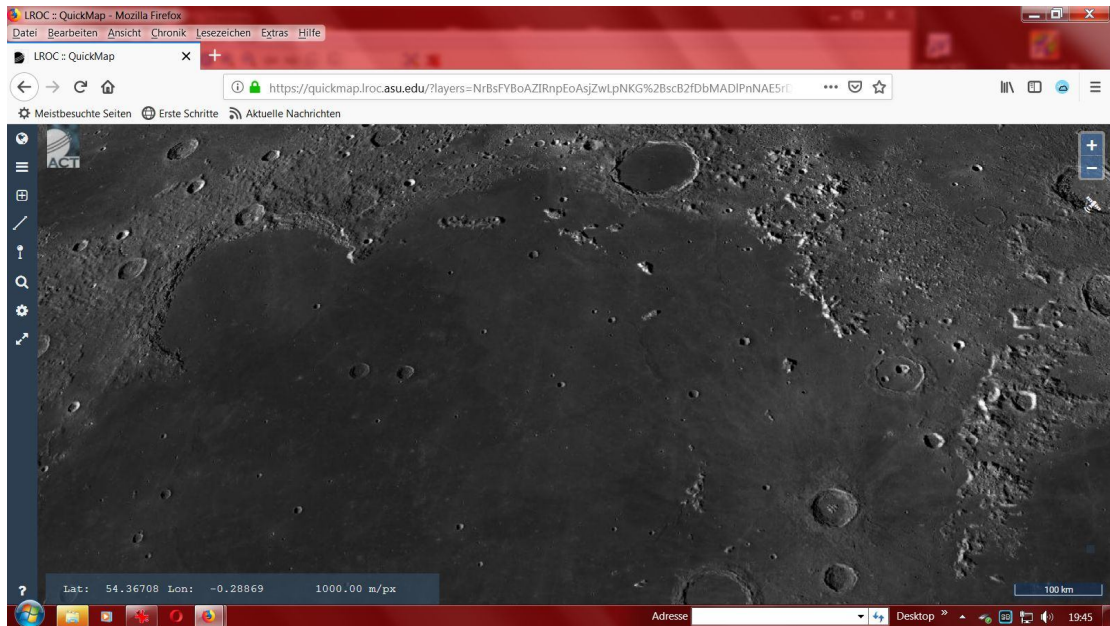 LROC :: QuickMap - Mozilla Firefox
Datei Bearbeiten Ansicht Chronik Lesezeichen Extras Hilfe
LROC :: QuickMap
https://quickmap.lroc.asu.edu/?layers=
Meistbesuchte Seiten Erste Schritte Aktuelle Nachrichten
ACT
Lat: 54.36708 Lon: -0.28869 1000.00 m/px
100 km
Adresse Desktop » 19:45